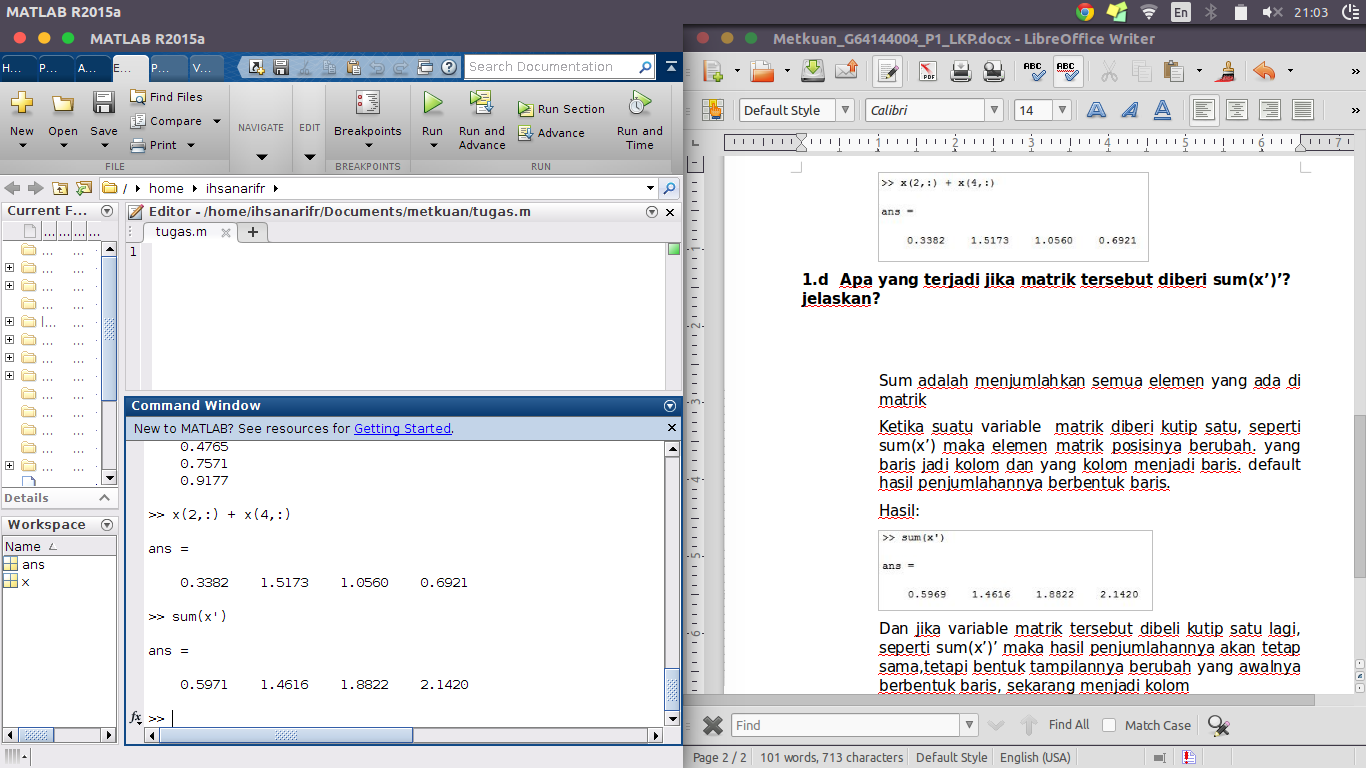 MATLAB R2015a
En
21:03
MATLAB R2015a
H...
P...
A...
E...
P...
V...
Search Documentation
New
Open
Save
Find Files
Compare
Print
FILE
NAVIGATE
EDIT
Breakpoints
BREAKPOINTS
Run
Run and Advance
Run Section
Advance
Run and Time
RUN
/ ▸ home ▸ ihsanarifr ▸
Current F...
Editor - /home/ihsanarifr/Documents/metkuan/tugas.m
tugas.m
1
Details
Workspace
Name
ans
x
Command Window
New to MATLAB? See resources for Getting Started.
0.4765
0.7571
0.9177
>> x(2,:) + x(4,:)
ans =
0.3382 1.5173 1.0560 0.6921
>> sum(x')
ans =
0.5971 1.4616 1.8822 2.1420
fx >>
Metkuan_G64144004_P1_LKP.docx - LibreOffice Writer
Default Style
Calibri
14
1 2 3 4 5 6 7
>> x(2,:) + x(4,:)
ans =
0.3382 1.5173 1.0560 0.6921
1.d Apa yang terjadi jika matrik tersebut diberi sum(x’)’?
jelaskan?
Sum adalah menjumlahkan semua elemen yang ada di
matrik
Ketika suatu variable matrik diberi kutip satu, seperti
sum(x’) maka elemen matrik posisinya berubah. yang
baris jadi kolom dan yang kolom menjadi baris. default
hasil penjumlahannya berbentuk baris.
Hasil:
>> sum(x')
ans =
0.5969 1.4616 1.8822 2.1420
Dan jika variable matrik tersebut dibeli kutip satu lagi,
seperti sum(x’)’ maka hasil penjumlahannya akan tetap
sama,tetapi bentuk tampilannya berubah yang awalnya
berbentuk baris, sekarang menjadi kolom
Find
Find All
Match Case
Page 2 / 2
101 words, 713 characters
Default Style
English (USA)